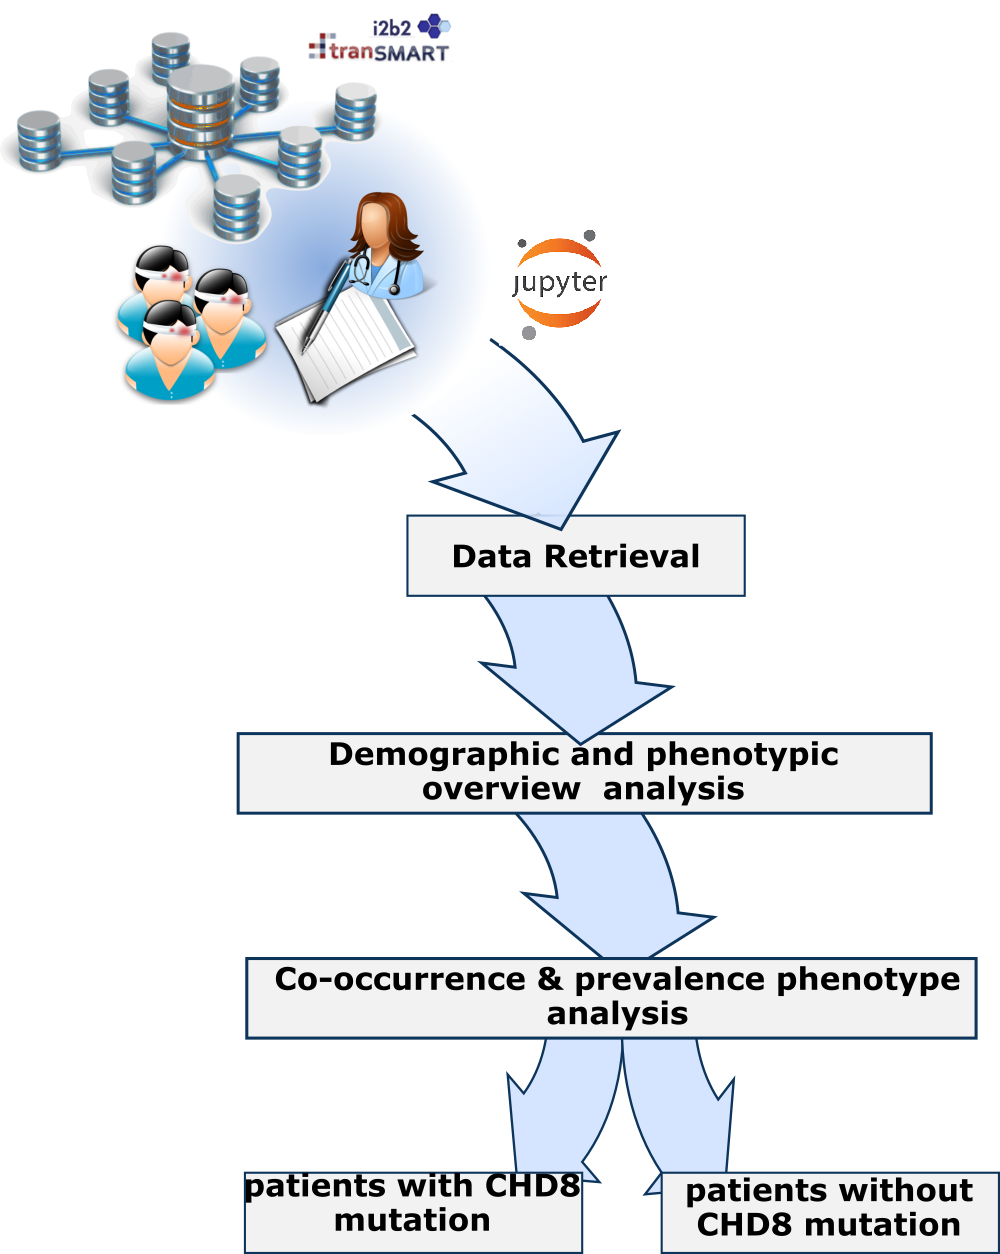 i2b2
tranSMART
jupyter
Data Retrieval
Demographic and phenotypic
overview analysis
Co-occurrence & prevalence phenotype
analysis
patients with CHD8
mutation
patients without
CHD8 mutation